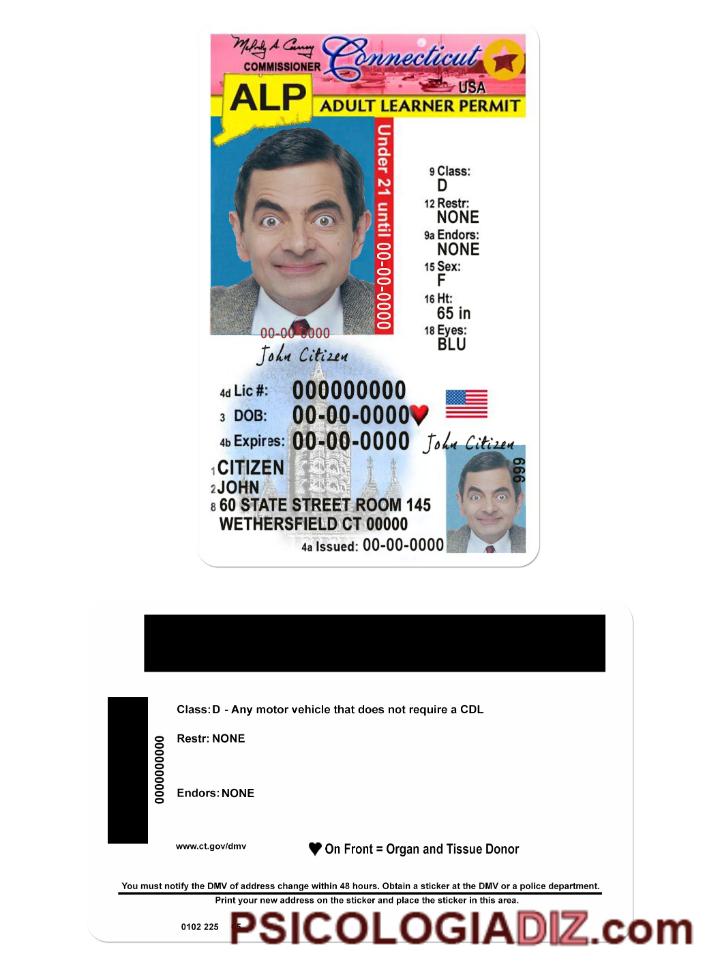 Melody A. Currey
COMMISSIONER
Connecticut
USA
ALP
ADULT LEARNER PERMIT
Under 21 until 00-00-0000
9 Class:
D
12 Restr:
NONE
9a Endors:
NONE
15 Sex:
F
16 Ht:
65 in
18 Eyes:
BLU
00-00-0000
John Citizen
4d Lic #: 000000000
3 DOB: 00-00-0000
4b Expires: 00-00-0000
John Citizen
666
1 CITIZEN
2 JOHN
8 60 STATE STREET ROOM 145
WETHERSFIELD CT 00000
4a Issued: 00-00-0000
Class: D - Any motor vehicle that does not require a CDL
Restr: NONE
0000000000
Endors: NONE
www.ct.gov/dmv
On Front = Organ and Tissue Donor
You must notify the DMV of address change within 48 hours. Obtain a sticker at the DMV or a police department.
Print your new address on the sticker and place the sticker in this area.
0102 225
PSICOLOGIADIZ.com